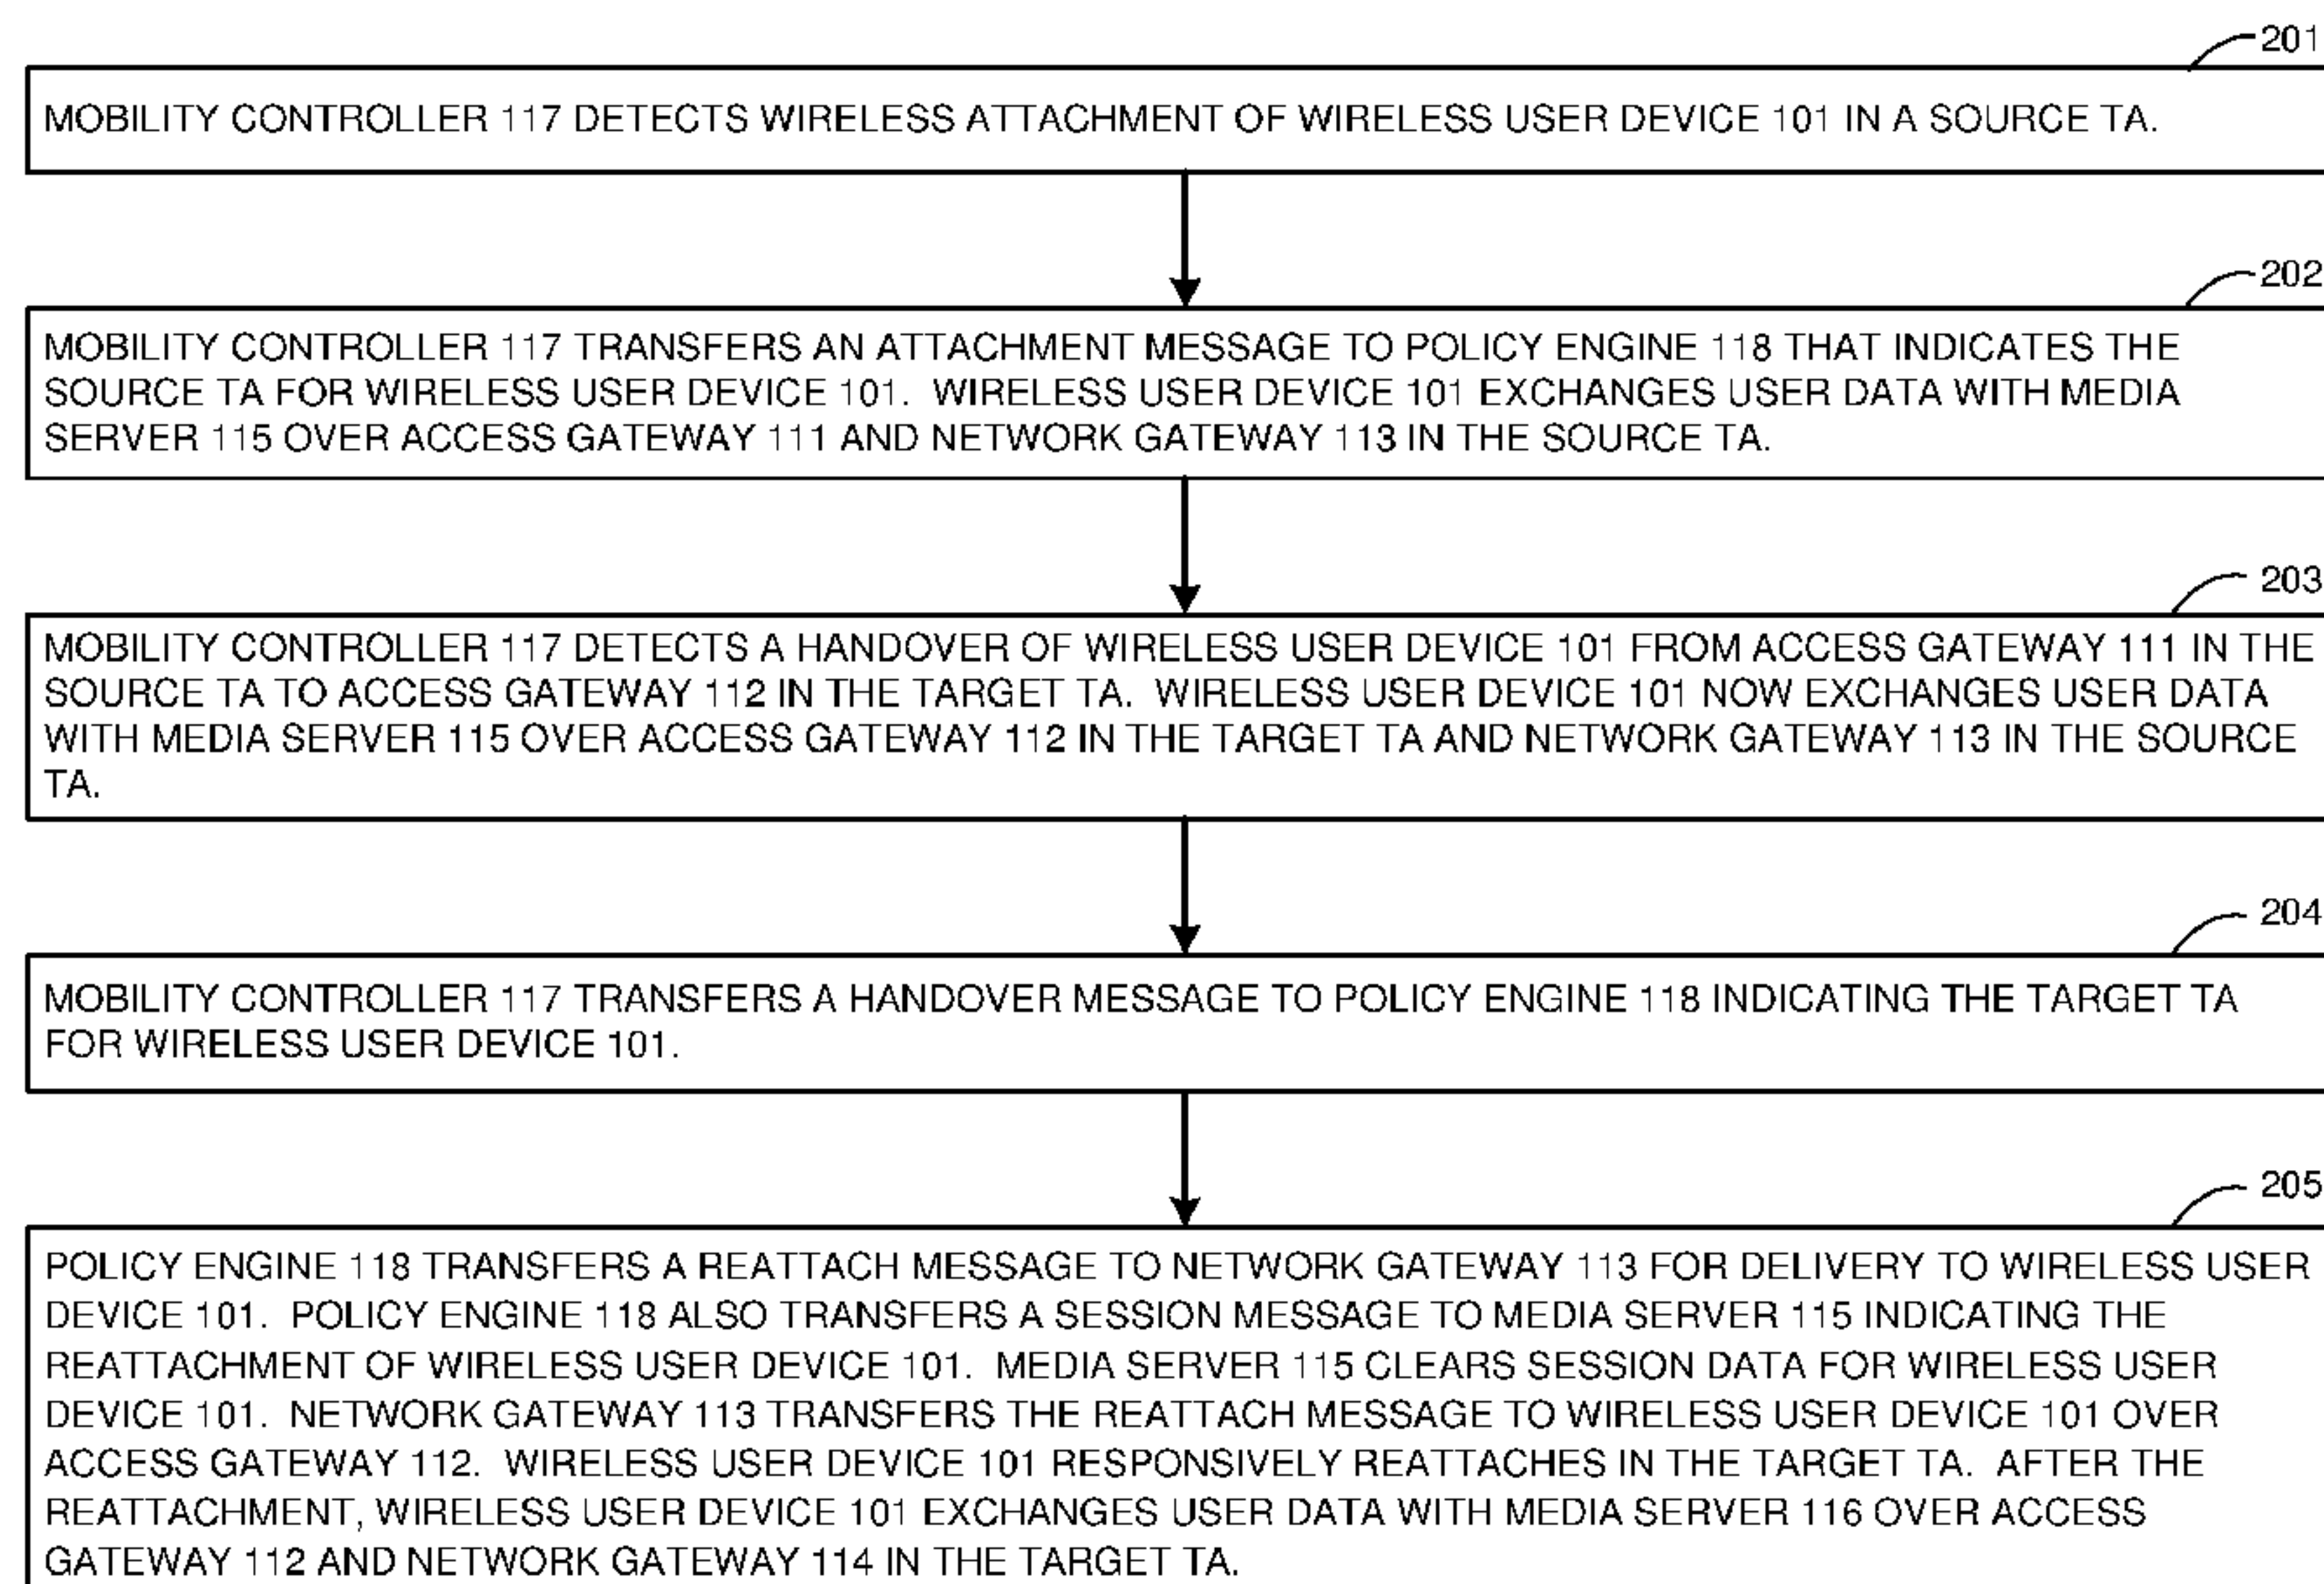 201
MOBILITY CONTROLLER 117 DETECTS WIRELESS ATTACHMENT OF WIRELESS USER DEVICE 101 IN A SOURCE TA.
202
MOBILITY CONTROLLER 117 TRANSFERS AN ATTACHMENT MESSAGE TO POLICY ENGINE 118 THAT INDICATES THE
SOURCE TA FOR WIRELESS USER DEVICE 101. WIRELESS USER DEVICE 101 EXCHANGES USER DATA WITH MEDIA
SERVER 115 OVER ACCESS GATEWAY 111 AND NETWORK GATEWAY 113 IN THE SOURCE TA.
203
MOBILITY CONTROLLER 117 DETECTS A HANDOVER OF WIRELESS USER DEVICE 101 FROM ACCESS GATEWAY 111 IN THE
SOURCE TA TO ACCESS GATEWAY 112 IN THE TARGET TA. WIRELESS USER DEVICE 101 NOW EXCHANGES USER DATA
WITH MEDIA SERVER 115 OVER ACCESS GATEWAY 112 IN THE TARGET TA AND NETWORK GATEWAY 113 IN THE SOURCE
TA.
204
MOBILITY CONTROLLER 117 TRANSFERS A HANDOVER MESSAGE TO POLICY ENGINE 118 INDICATING THE TARGET TA
FOR WIRELESS USER DEVICE 101.
205
POLICY ENGINE 118 TRANSFERS A REATTACH MESSAGE TO NETWORK GATEWAY 113 FOR DELIVERY TO WIRELESS USER
DEVICE 101. POLICY ENGINE 118 ALSO TRANSFERS A SESSION MESSAGE TO MEDIA SERVER 115 INDICATING THE
REATTACHMENT OF WIRELESS USER DEVICE 101. MEDIA SERVER 115 CLEARS SESSION DATA FOR WIRELESS USER
DEVICE 101. NETWORK GATEWAY 113 TRANSFERS THE REATTACH MESSAGE TO WIRELESS USER DEVICE 101 OVER
ACCESS GATEWAY 112. WIRELESS USER DEVICE 101 RESPONSIVELY REATTACHES IN THE TARGET TA. AFTER THE
REATTACHMENT, WIRELESS USER DEVICE 101 EXCHANGES USER DATA WITH MEDIA SERVER 116 OVER ACCESS
GATEWAY 112 AND NETWORK GATEWAY 114 IN THE TARGET TA.